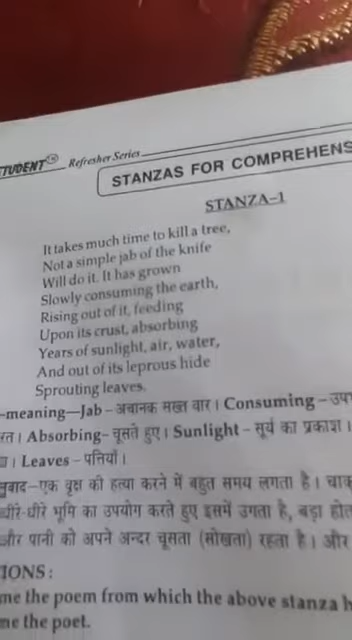 TUDENT Refresher Series
STANZAS FOR COMPREHENS
STANZA–1
It takes much time to kill a tree,
Not a simple jab of the knife
Will do it. It has grown
Slowly consuming the earth,
Rising out of it, feeding
Upon its crust, absorbing
Years of sunlight, air, water,
And out of its leprous hide
Sprouting leaves.
-meaning—Jab – अचानक सख्त वार। Consuming – उप
रत। Absorbing– चूसते हुए। Sunlight – सूर्य का प्रकाश।
। Leaves – पत्तियाँ।
नुवाद–एक वृक्ष की हत्या करने में बहुत समय लगता है। चाकू
धीरे-धीरे भूमि का उपयोग करते हुए इसमें उगता है, बड़ा होत
और पानी को अपने अन्दर चूसता (सोखता) रहता है। और
IONS :
me the poem from which the above stanza h
me the poet.